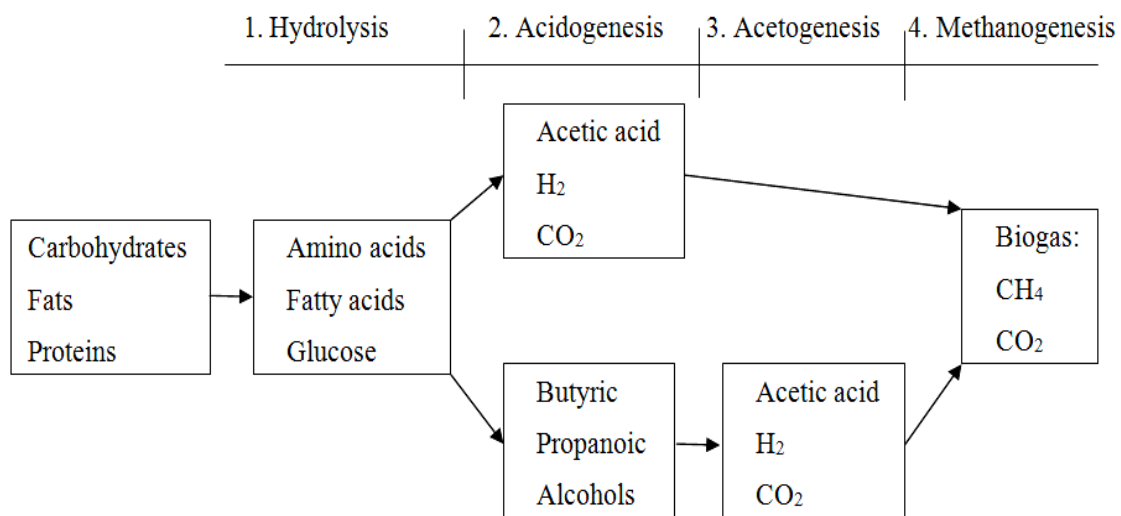 1. Hydrolysis
2. Acidogenesis
3. Acetogenesis
4. Methanogenesis
Carbohydrates
Fats
Proteins
Amino acids
Fatty acids
Glucose
Acetic acid
H₂
CO₂
Butyric
Propanoic
Alcohols
Acetic acid
H₂
CO₂
Biogas:
CH₄
CO₂